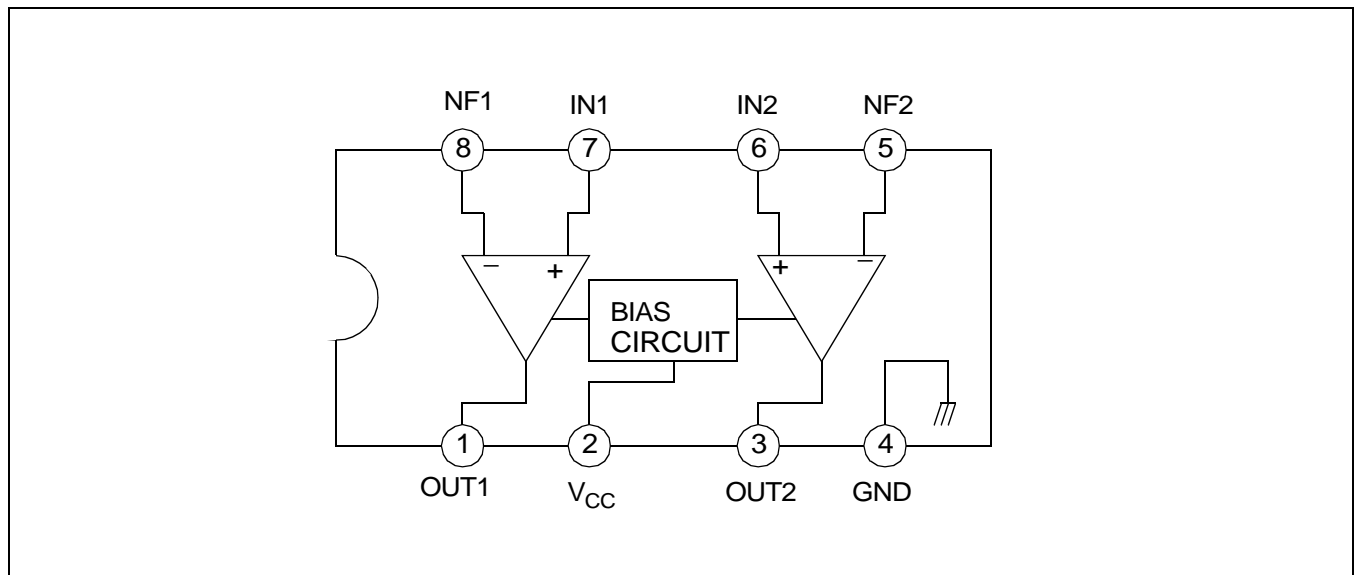 NF1 IN1 IN2 NF2
8 7 6 5
− + + −
BIAS
CIRCUIT
1 2 3 4
OUT1 VCC OUT2 GND